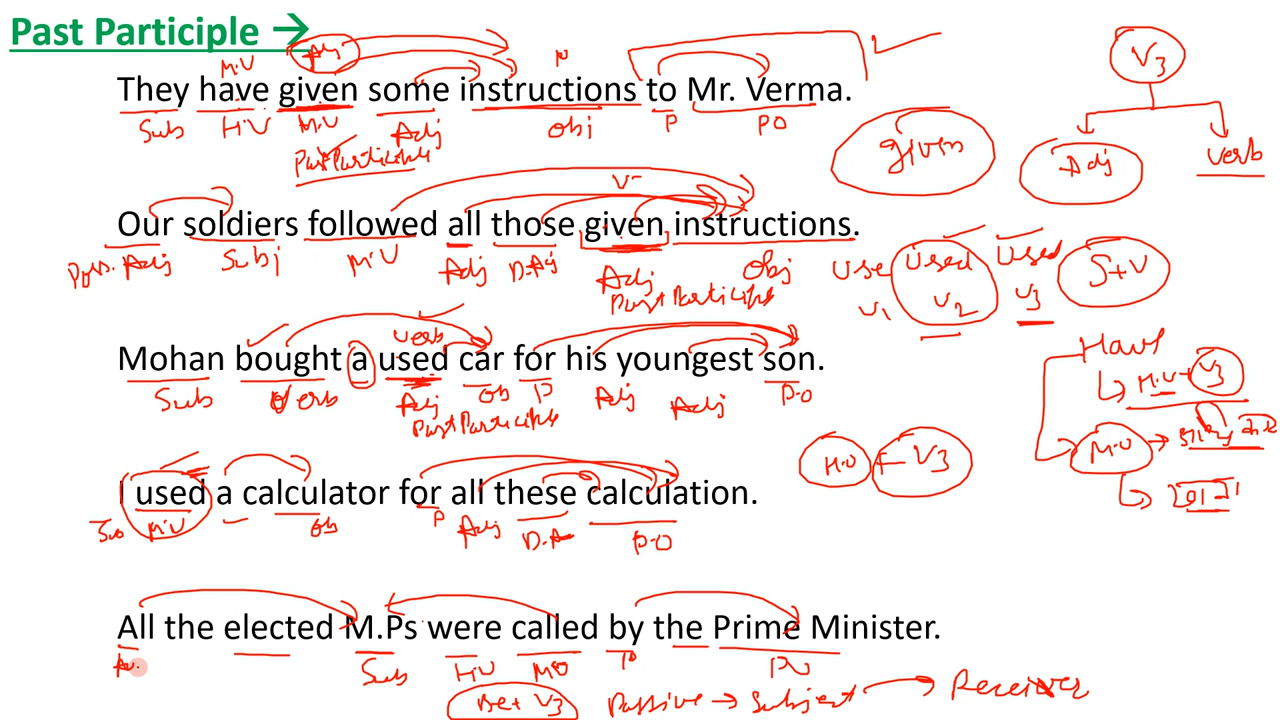 Past Participle →
M.V Adj P
They have given some instructions to Mr. Verma.
Sub H.V M.V Adj Obj P PO
Past Participle
V3
Adj verb
given
Our soldiers followed all those given instructions.
Poss. Adj Subj M.V Adj D.Aj Adj Obj
Past Participle
Use Used Used S+V
V1 V2 V3
verb
Mohan bought a used car for his youngest son.
Sub Verb Adj Ob P Adj Adj P.O
Past Participle
Have
H.V + V3
M.V →
H.V + V3
I used a calculator for all these calculation.
Sub M.V Ob P Adj D.A P.O
All the elected M.Ps were called by the Prime Minister.
Sub H.V M.V P PO
Be+ V3 Passive → Subject → Receiver